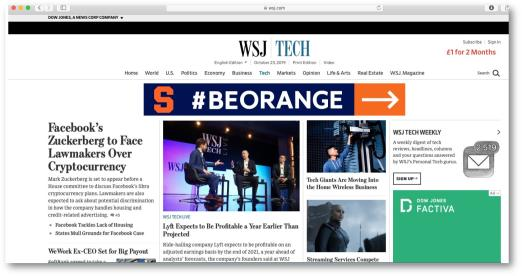 wsj.com
DOW JONES, A NEWS CORP COMPANY
WSJ TECH
Subscribe | Sign In
£1 for 2 Months
English Edition | October 23, 2019 | Print Edition | Video
Home World U.S. Politics Economy Business Tech Markets Opinion Life & Arts Real Estate WSJ. Magazine Search
S #BEORANGE
Facebook's
Zuckerberg to Face
Lawmakers Over
Cryptocurrency
Mark Zuckerberg is set to appear before a
House committee to discuss Facebook's libra
cryptocurrency plans. Lawmakers are also
expected to ask about potential discrimination
in how the company handles housing and
credit-related advertising.
Facebook Tackles Lack of Housing
States Mull Grounds for Facebook Case
WeWork Ex-CEO Set for Big Payout
SoftBank agreed to take a
WSJ
TECH
WSJ TECH LIVE
Lyft Expects to Be Profitable a Year Earlier Than
Projected
Ride-hailing company Lyft expects to be profitable on an
adjusted earnings basis by the end of 2021, a year ahead of
analysts' forecasts, the company's founders said at WSJ
Tech Giants Are Moving Into
the Home Wireless Business
Streaming Services Compete
WSJ TECH WEEKLY
A weekly digest of tech
reviews, headlines, columns
and your questions answered
by WSJ's Personal Tech gurus.
2,519
SIGN UP
Ad
DOW JONES
FACTIVA